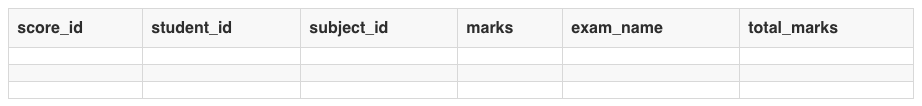 score_id student_id subject_id marks exam_name total_marks